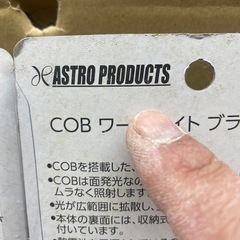 ASTRO PRODUCTS
COB ワー イト ブラ
•COBを搭載した、
•COBは面発光なの
ムラなく照射します。
•光が広範囲に拡散し、
•本体の裏面には、収納式
付いています。